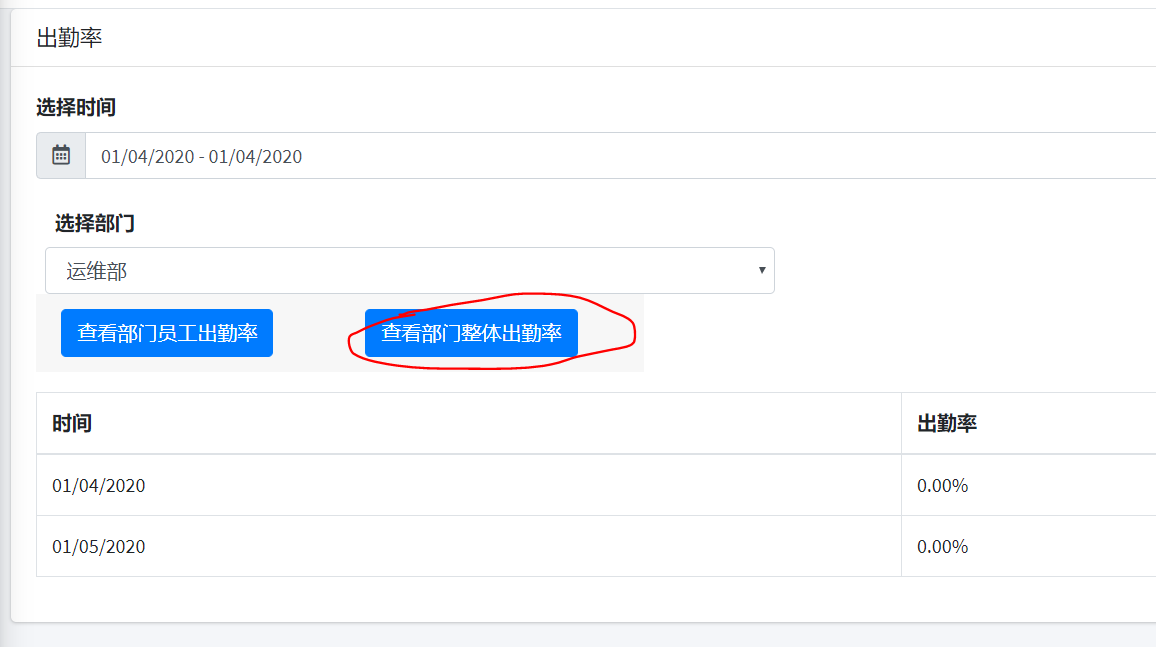 出勤率
选择时间
01/04/2020 - 01/04/2020
选择部门
运维部
查看部门员工出勤率 查看部门整体出勤率
时间 出勤率
01/04/2020 0.00%
01/05/2020 0.00%